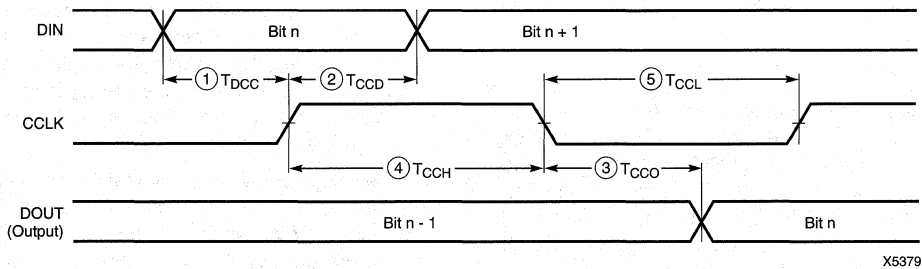 DIN
Bit n
Bit n + 1
1 TDCC
2 TCCD
5 TCCL
CCLK
4 TCCH
3 TCCO
DOUT
(Output)
Bit n - 1
Bit n
X5379